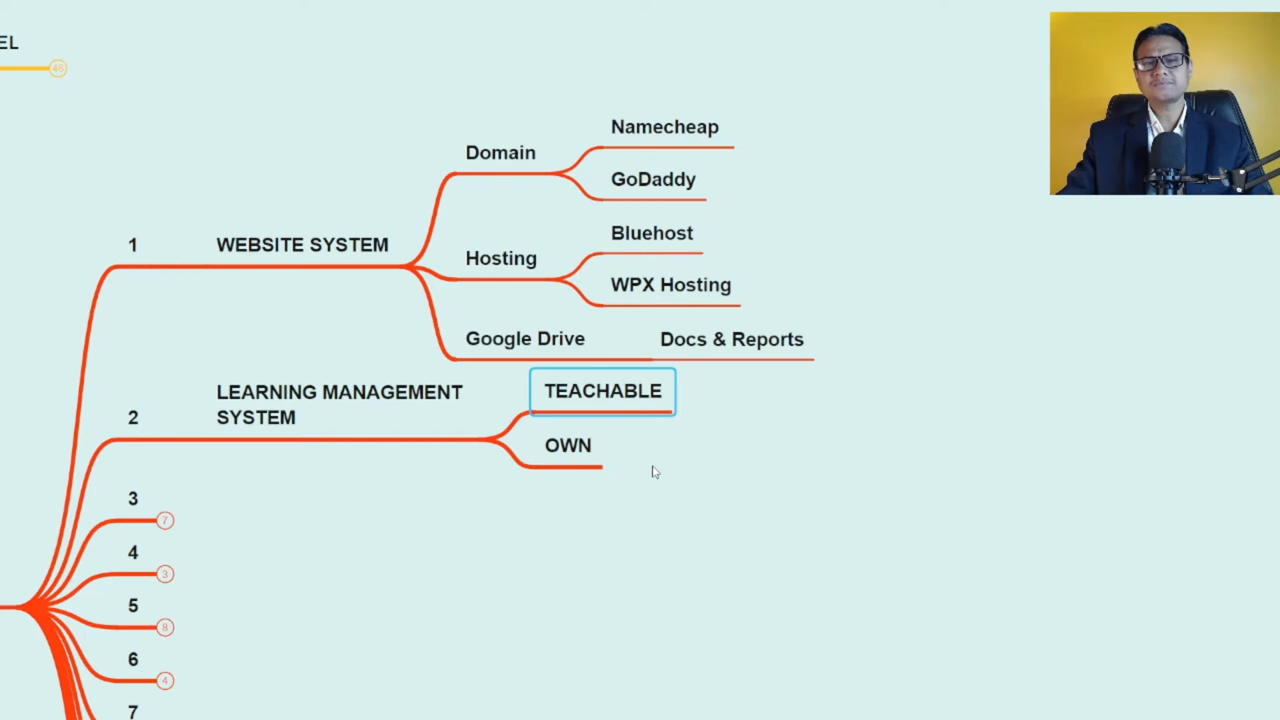 EL
46
Namecheap
Domain
GoDaddy
Bluehost
1 WEBSITE SYSTEM
Hosting
WPX Hosting
Google Drive Docs & Reports
LEARNING MANAGEMENT
SYSTEM
TEACHABLE
2
OWN
3
7
4
3
5
8
6
4
7